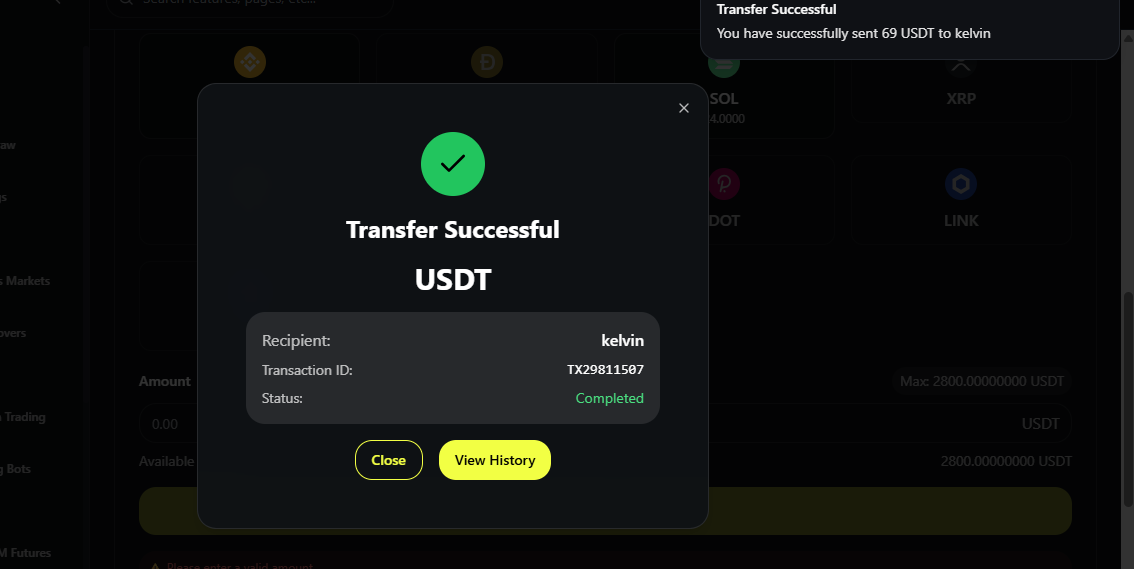 Search features, pages, etc...
Transfer Successful
You have successfully sent 69 USDT to kelvin
SOL
4.0000
XRP
DOT
LINK
Transfer Successful
USDT
Recipient: kelvin
Transaction ID: TX29811507
Status: Completed
Close
View History
aw
gs
s Markets
overs
Trading
g Bots
M Futures
Amount
Max: 2800.00000000 USDT
0.00
USDT
Available
2800.00000000 USDT
Please enter a valid amount